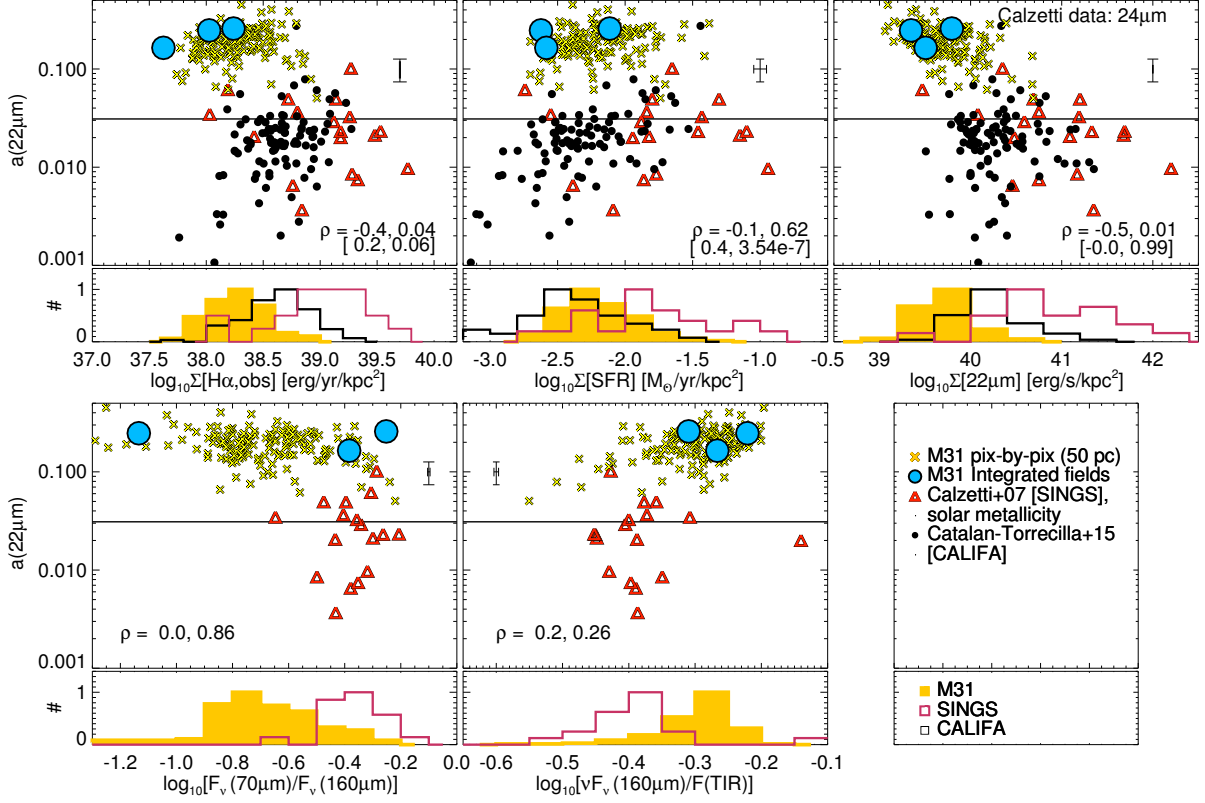 Calzetti data: 24μm
a(22μm)
0.100
0.010
0.001
ρ = -0.4, 0.04
[ 0.2, 0.06]
ρ = -0.1, 0.62
[ 0.4, 3.54e-7]
ρ = -0.5, 0.01
[-0.0, 0.99]
#
1
0
37.0 37.5 38.0 38.5 39.0 39.5 40.0
-3.0 -2.5 -2.0 -1.5 -1.0 -0.5
39 40 41 42
log₁₀Σ[Hα,obs] [erg/yr/kpc²]
log₁₀Σ[SFR] [M_⊙/yr/kpc²]
log₁₀Σ[22μm] [erg/s/kpc²]
a(22μm)
0.100
0.010
0.001
ρ = 0.0, 0.86
ρ = 0.2, 0.26
M31 pix-by-pix (50 pc)
M31 Integrated fields
Calzetti+07 [SINGS],
solar metallicity
Catalan-Torrecilla+15
[CALIFA]
#
1
0
M31
SINGS
CALIFA
-1.2 -1.0 -0.8 -0.6 -0.4 -0.2 0.0
-0.6 -0.5 -0.4 -0.3 -0.2 -0.1
log₁₀[F_ν (70μm)/F_ν (160μm)]
log₁₀[νF_ν (160μm)/F(TIR)]